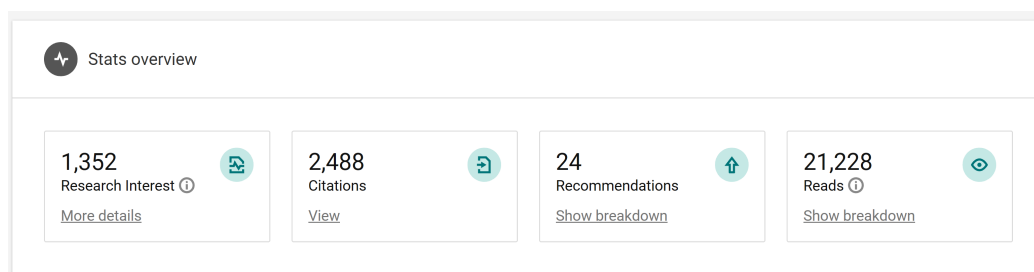 Stats overview
1,352
Research Interest
More details
2,488
Citations
View
24
Recommendations
Show breakdown
21,228
Reads
Show breakdown